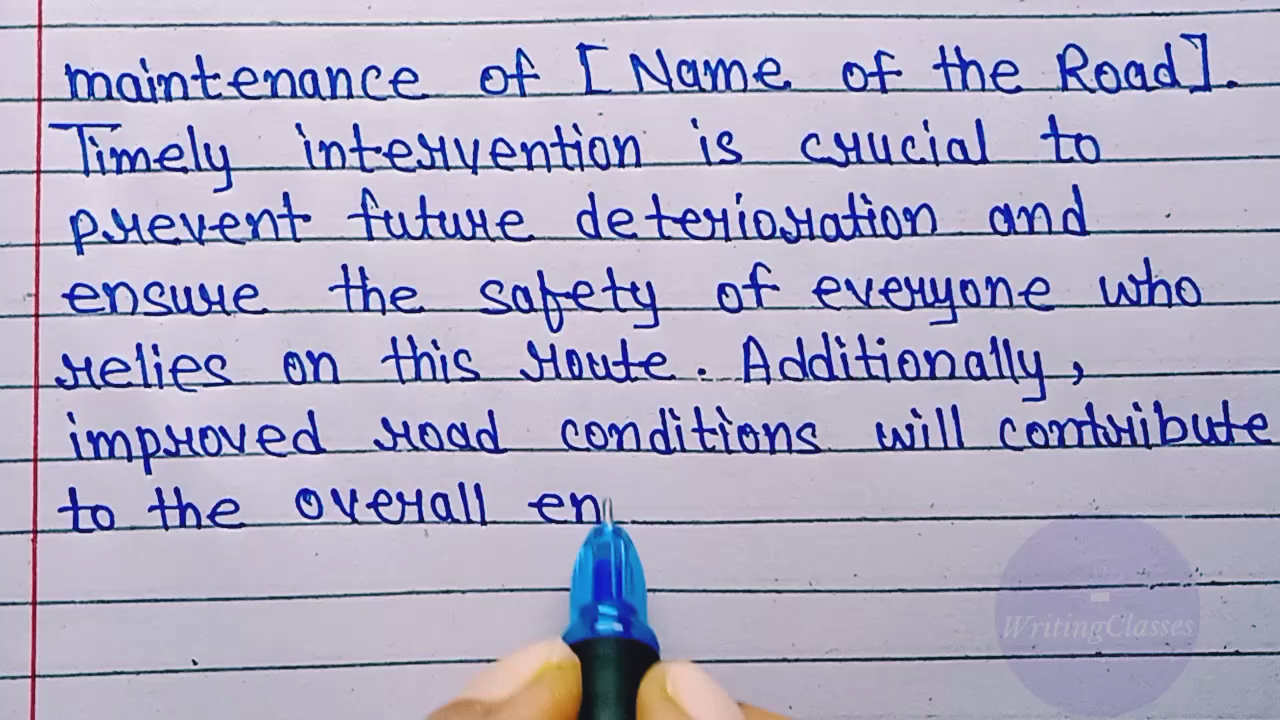 maintenance of [Name of the Road].
Timely intervention is crucial to
prevent future deterioration and
ensure the safety of everyone who
relies on this route. Additionally,
improved road conditions will contribute
to the overall en
WritingClasses